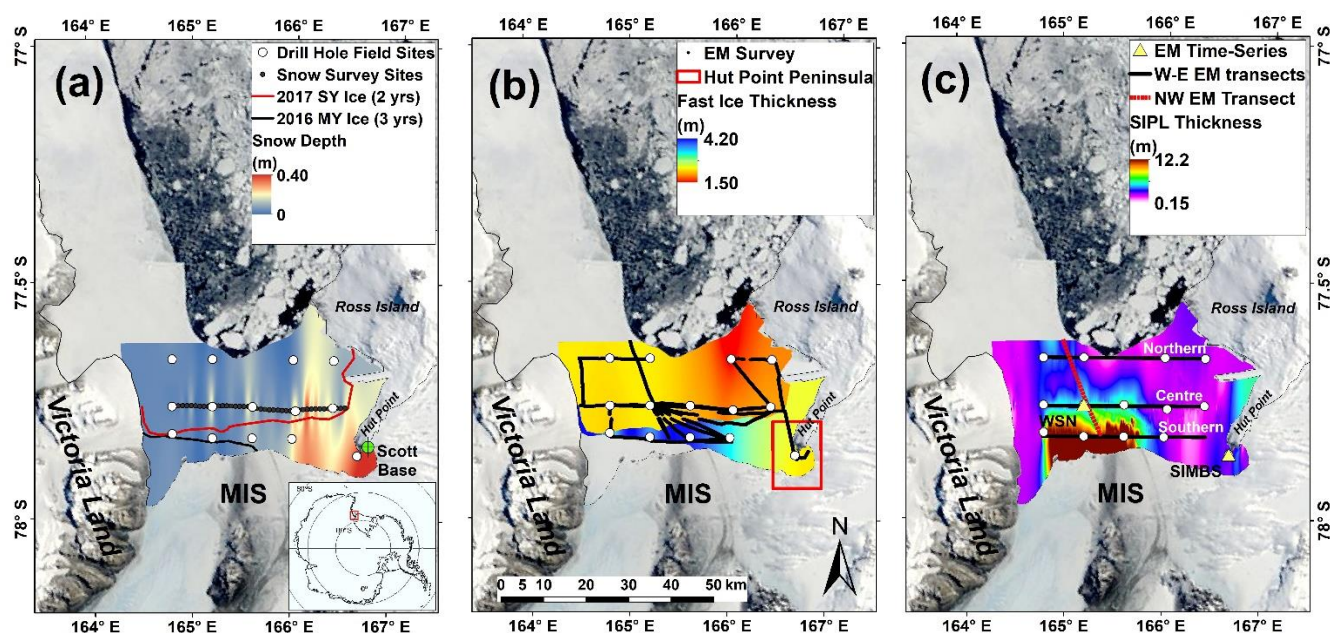 164° E 165° E 166° E 167° E 164° E 165° E 166° E 167° E 164° E 165° E 166° E 167° E
77° S
77.5° S
78° S
(a)
Drill Hole Field Sites
Snow Survey Sites
2017 SY Ice (2 yrs)
2016 MY Ice (3 yrs)
Snow Depth
(m)
0.40
0
Ross Island
Hut Point
Scott
Base
Victoria Land
MIS
80°S
(b)
EM Survey
Hut Point Peninsula
Fast Ice Thickness
(m)
4.20
1.50
Ross Island
Hut Point
Victoria Land
MIS
N
0 5 10 20 30 40 50 km
(c)
EM Time-Series
W-E EM transects
NW EM Transect
SIPL Thickness
(m)
12.2
0.15
Ross Island
Northern
Centre
WSN
Southern
Hut Point
SIMBS
Victoria Land
MIS
77° S
77.5° S
78° S
164° E 165° E 166° E 167° E 164° E 165° E 166° E 167° E 164° E 165° E 166° E 167° E